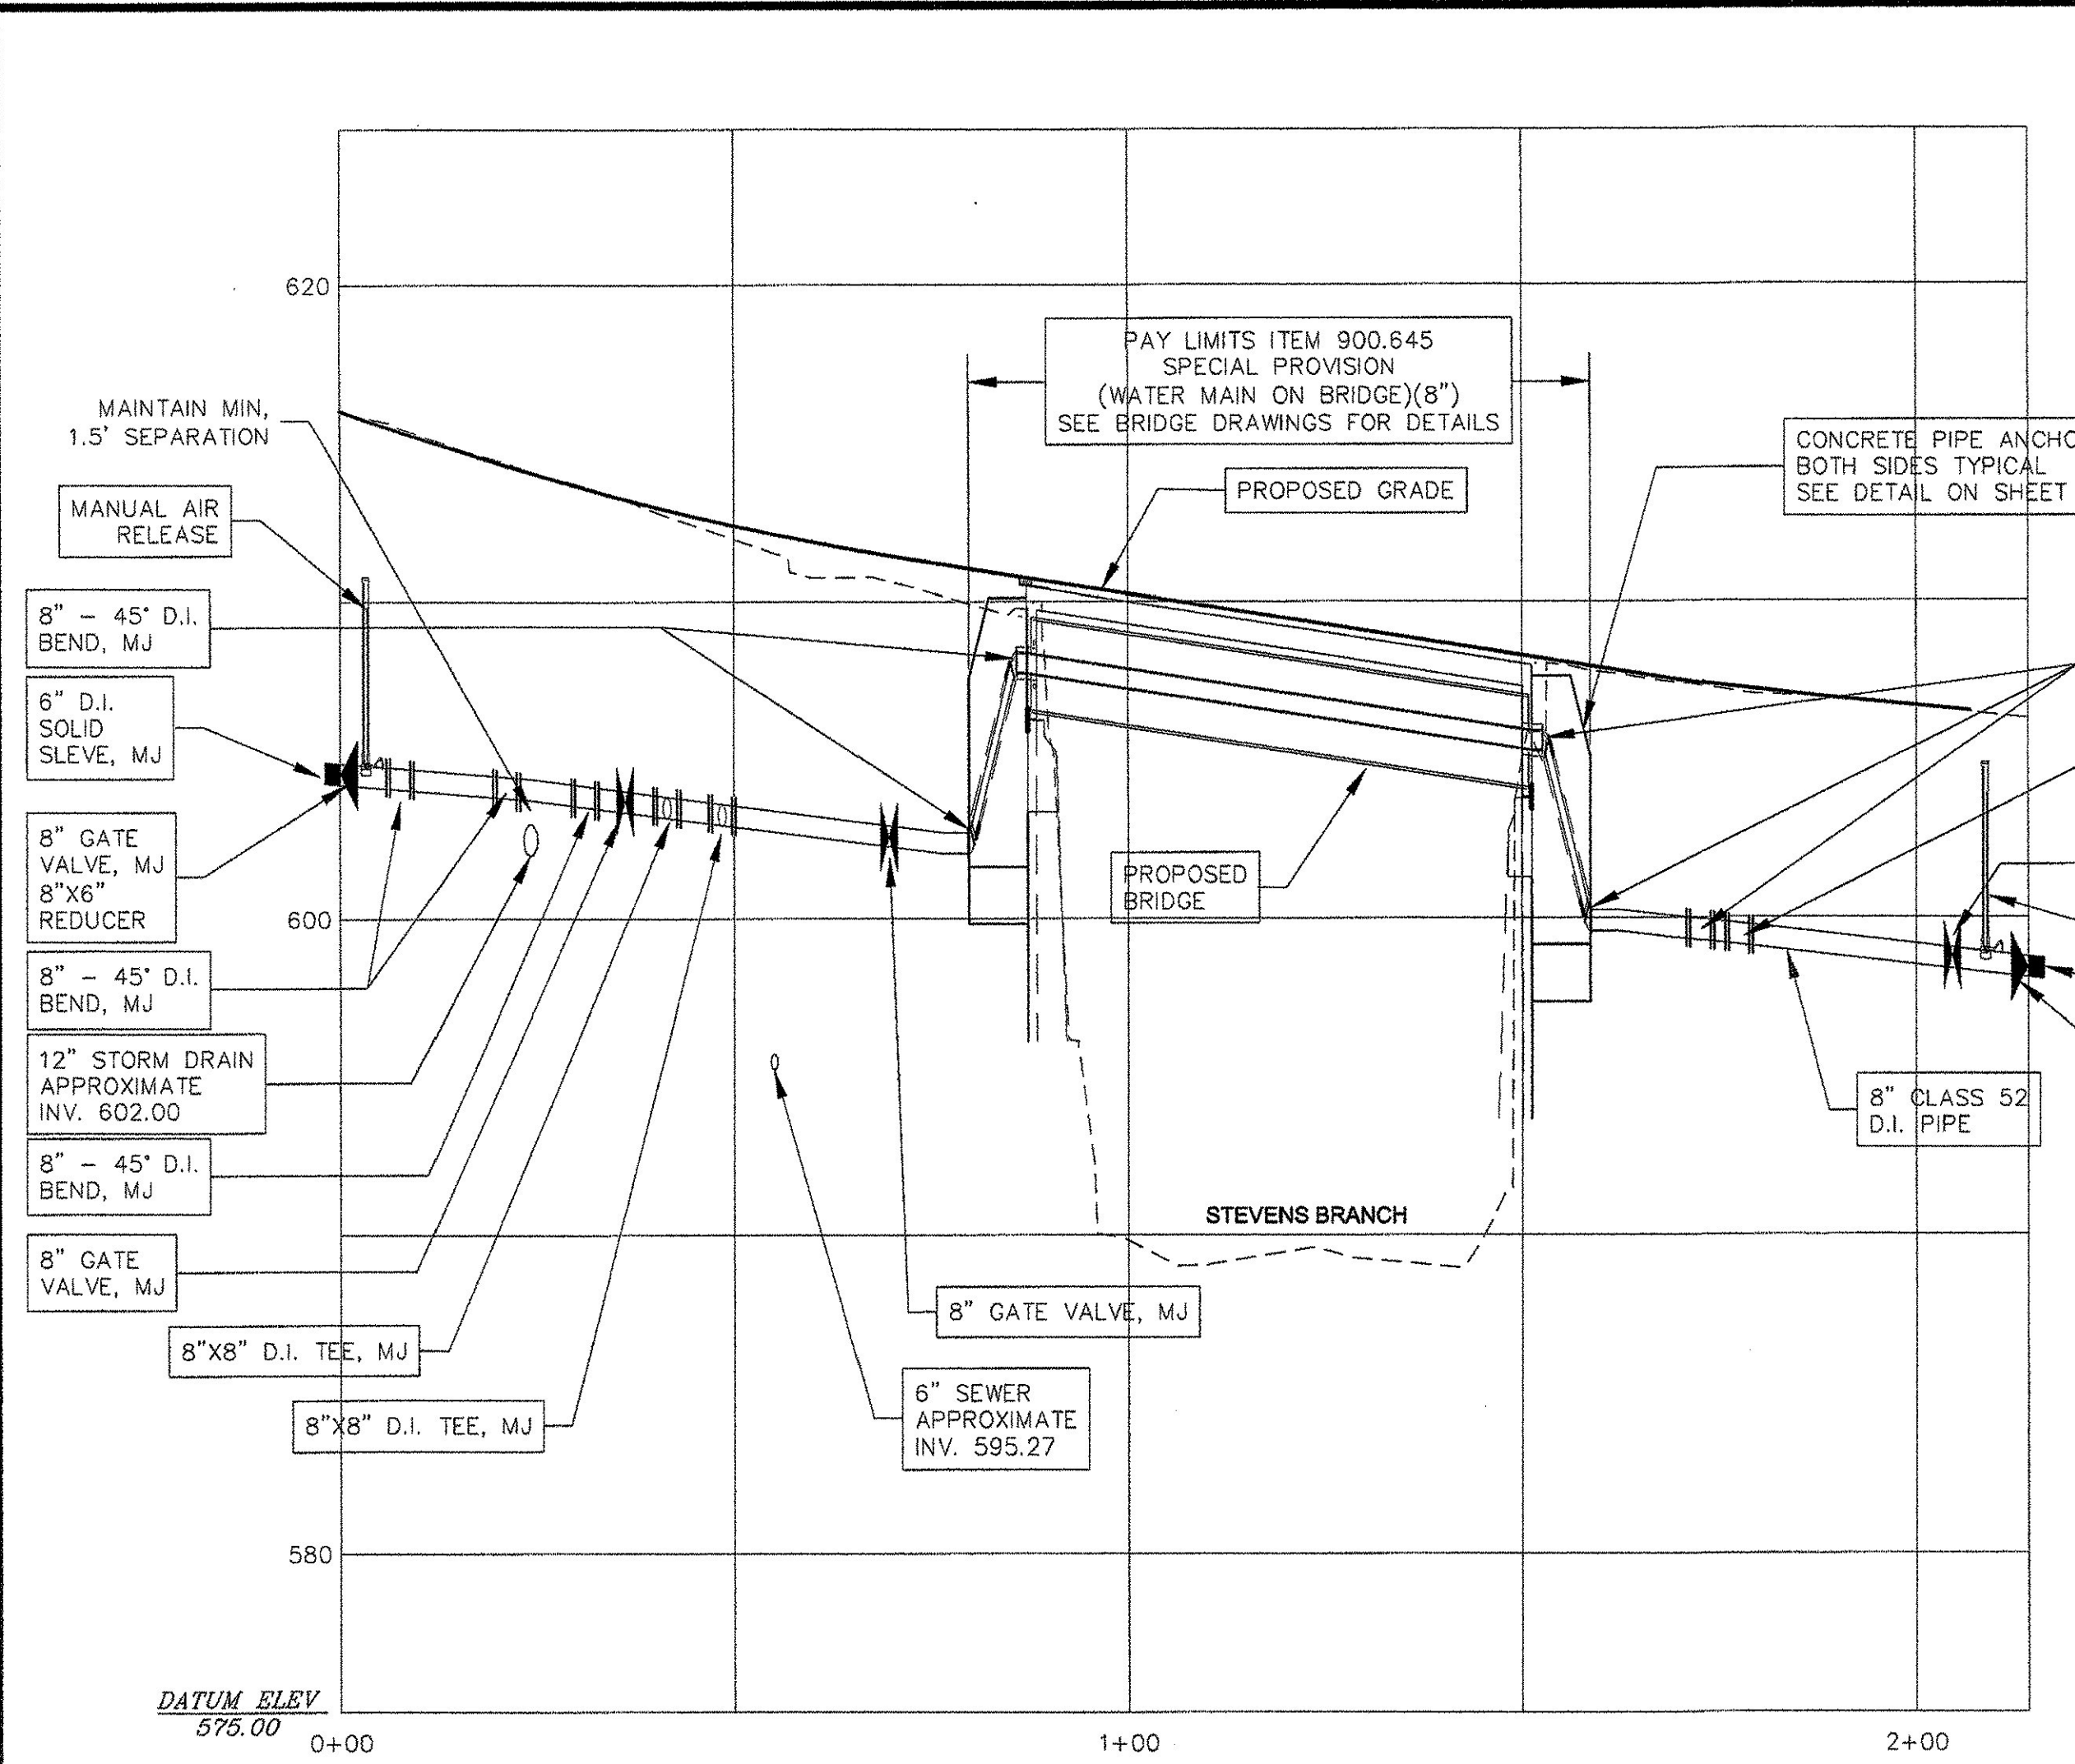 620
PAY LIMITS ITEM 900.645
SPECIAL PROVISION
(WATER MAIN ON BRIDGE)(8")
SEE BRIDGE DRAWINGS FOR DETAILS
MAINTAIN MIN,
1.5' SEPARATION
CONCRETE PIPE ANCHO
BOTH SIDES TYPICAL
SEE DETAIL ON SHEET
PROPOSED GRADE
MANUAL AIR
RELEASE
8" - 45° D.I.
BEND, MJ
6" D.I.
SOLID
SLEVE, MJ
8" GATE
VALVE, MJ
8"X6"
REDUCER
PROPOSED
BRIDGE
600
8" - 45° D.I.
BEND, MJ
12" STORM DRAIN
APPROXIMATE
INV. 602.00
8" CLASS 52
D.I. PIPE
8" - 45° D.I.
BEND, MJ
STEVENS BRANCH
8" GATE
VALVE, MJ
8" GATE VALVE, MJ
8"X8" D.I. TEE, MJ
6" SEWER
APPROXIMATE
INV. 595.27
8"X8" D.I. TEE, MJ
580
DATUM ELEV
575.00
0+00
1+00
2+00